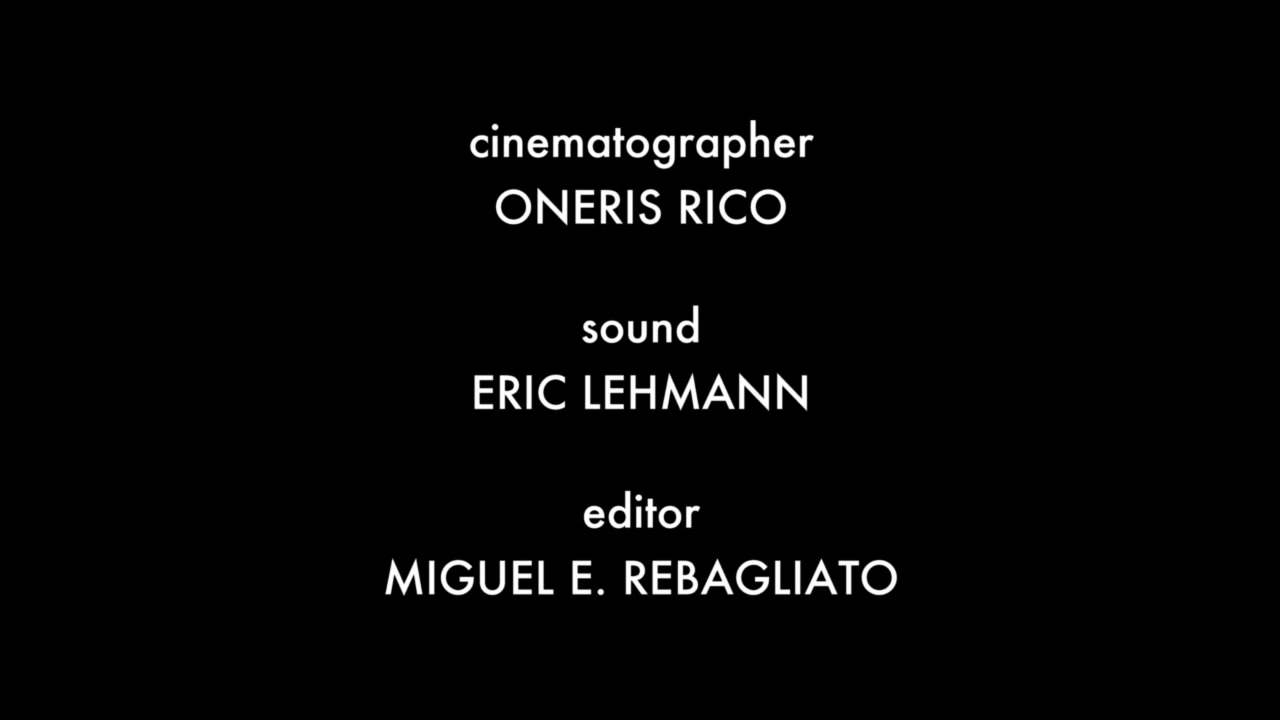 cinematographer
ONERIS RICO
sound
ERIC LEHMANN
editor
MIGUEL E. REBAGLIATO